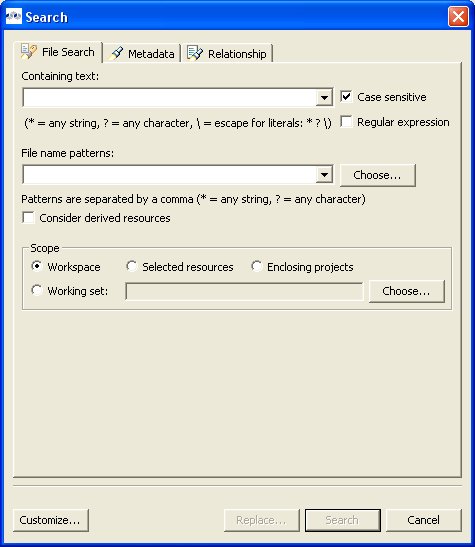 Search
File Search Metadata Relationship
Containing text:
Case sensitive
(* = any string, ? = any character, \ = escape for literals: * ? \)
Regular expression
File name patterns:
Choose...
Patterns are separated by a comma (* = any string, ? = any character)
Consider derived resources
Scope
Workspace Selected resources Enclosing projects
Working set: Choose...
Customize... Replace... Search Cancel